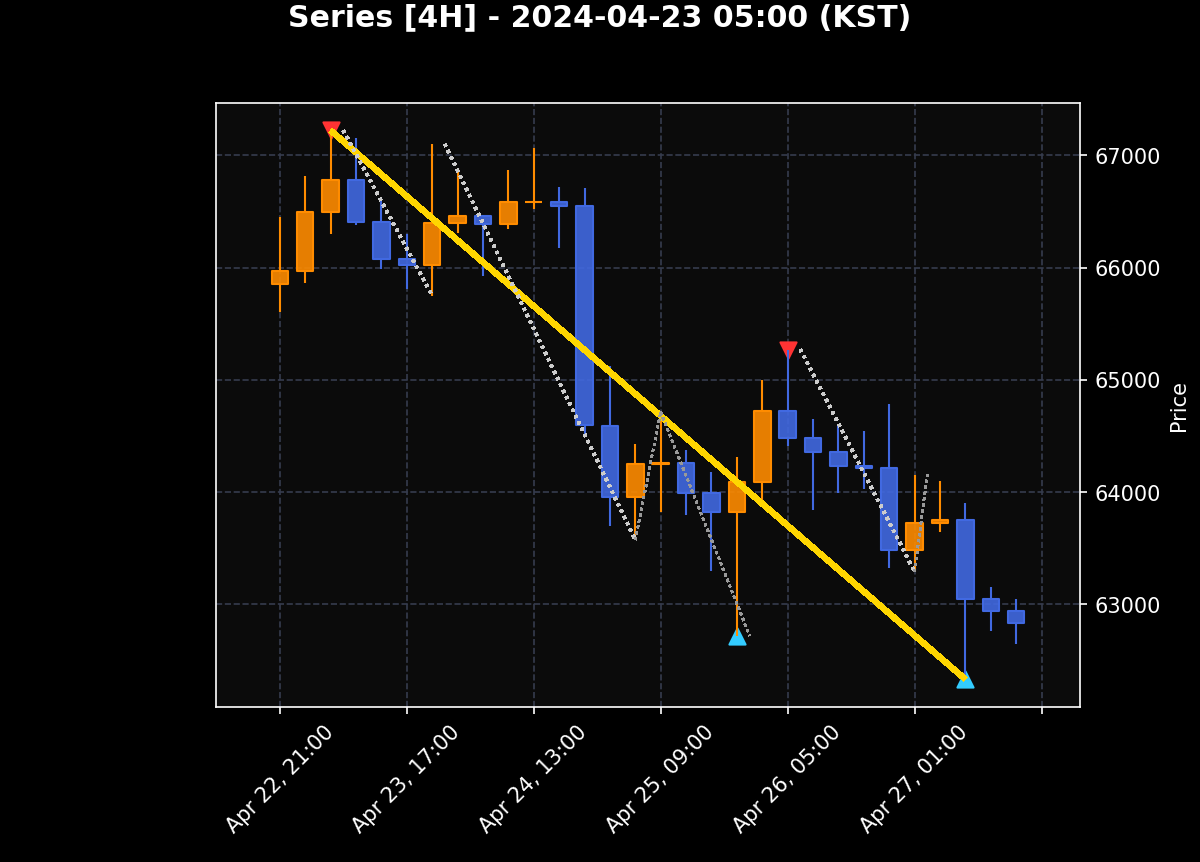 Series [4H] - 2024-04-23 05:00 (KST)
67000
66000
65000
64000
63000
Price
Apr 22, 21:00
Apr 23, 17:00
Apr 24, 13:00
Apr 25, 09:00
Apr 26, 05:00
Apr 27, 01:00